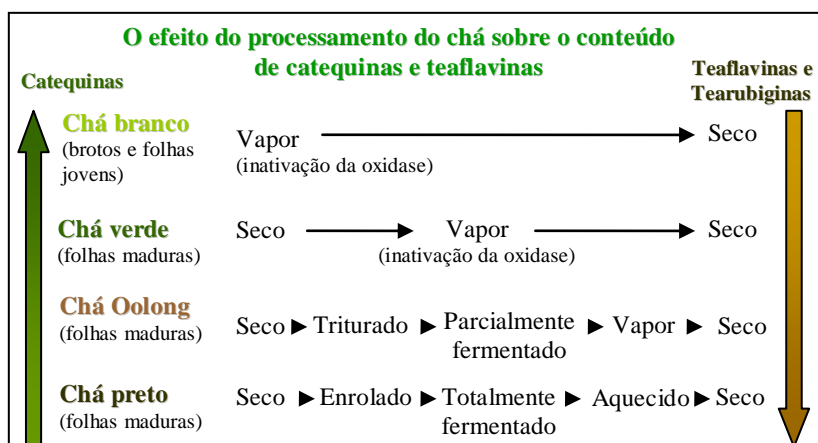 O efeito do processamento do chá sobre o conteúdo
de catequinas e teaflavinas
Catequinas
Teaflavinas e
Tearubiginas
Chá branco
(brotos e folhas
jovens)
Vapor
(inativação da oxidase)
Seco
Chá verde
(folhas maduras)
Seco
Vapor
(inativação da oxidase)
Seco
Chá Oolong
(folhas maduras)
Seco
Triturado
Parcialmente
fermentado
Vapor
Seco
Chá preto
(folhas maduras)
Seco
Enrolado
Totalmente
fermentado
Aquecido
Seco